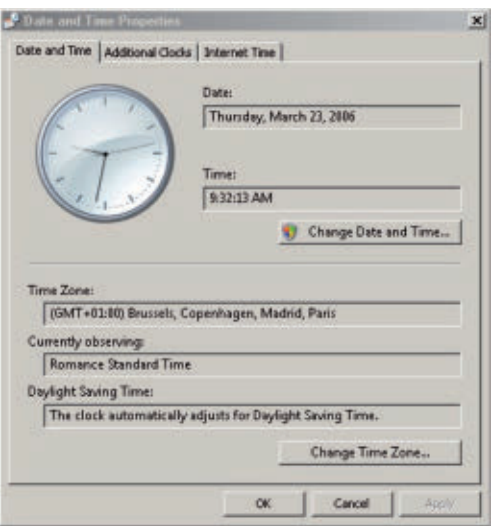 Date and Time Properties
Date and Time Additional Clocks Internet Time
Date:
Thursday, March 23, 2006
Time:
9:32:13 AM
Change Date and Time...
Time Zone:
(GMT+01:00) Brussels, Copenhagen, Madrid, Paris
Currently observing:
Romance Standard Time
Daylight Saving Time:
The clock automatically adjusts for Daylight Saving Time.
Change Time Zone...
OK Cancel Apply